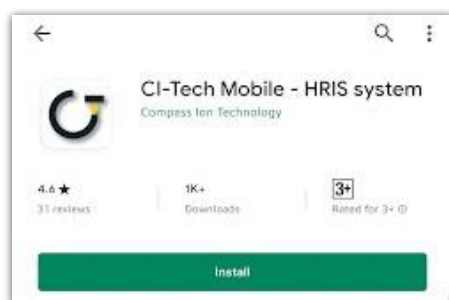 CI-Tech Mobile - HRIS system
Compass Ion Technology
4.6 ★
31 reviews
1K+
Downloads
3+
Rated for 3+
Install